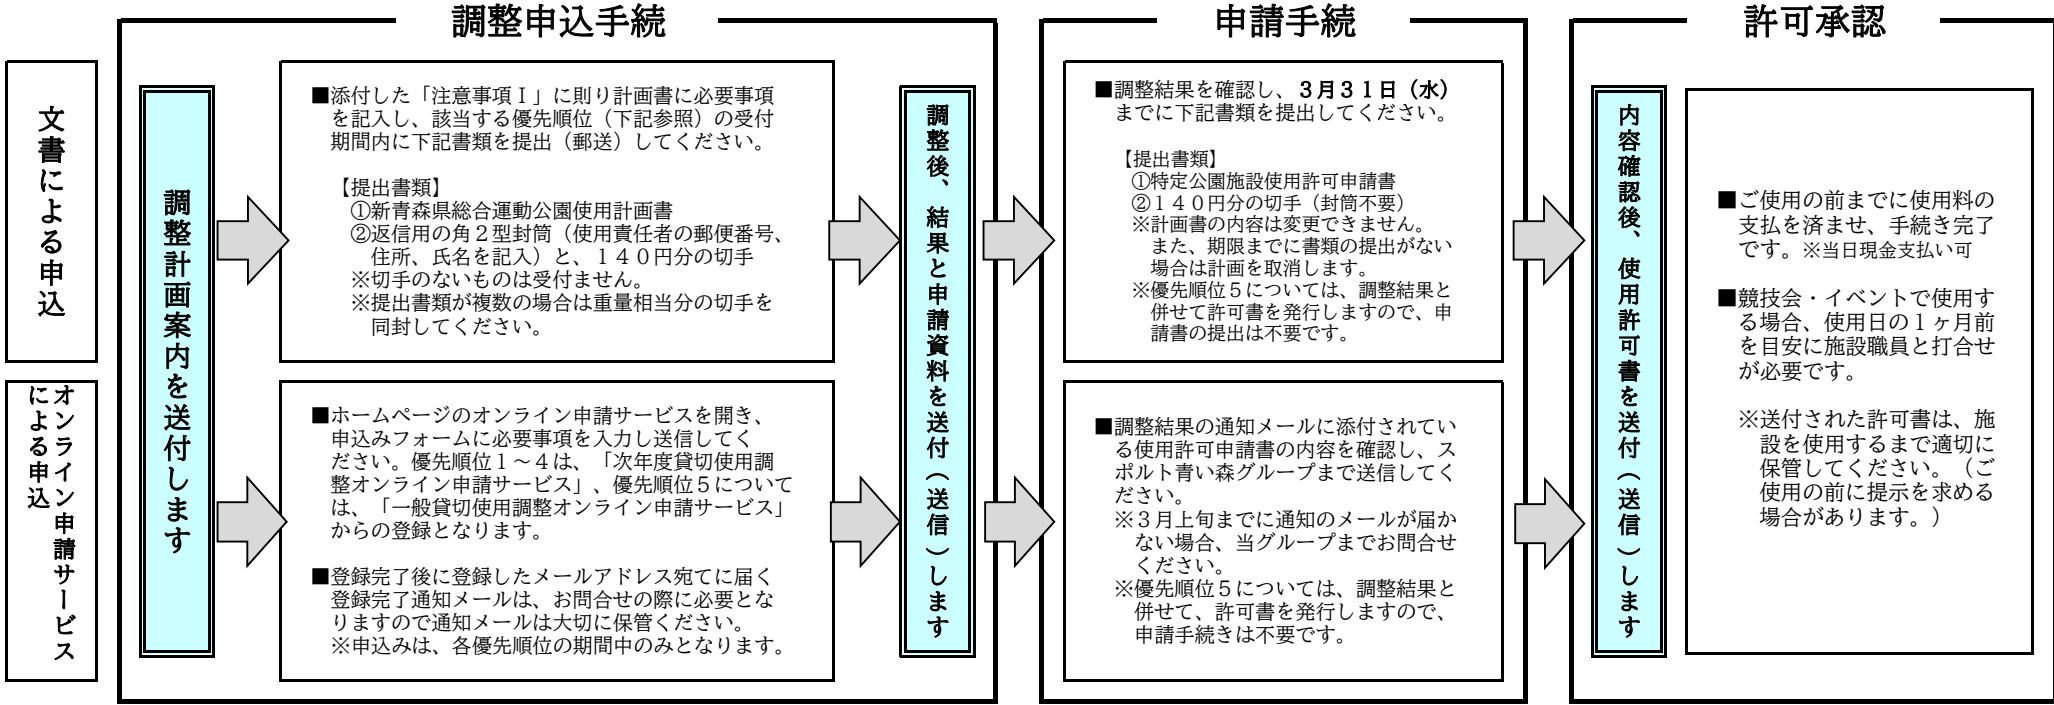 調整申込手続
申請手続
許可承認
文書による申込
オンライン申請サービス
による申込
調整計画案内を送付します
■添付した「注意事項Ⅰ」に則り計画書に必要事項
を記入し、該当する優先順位（下記参照）の受付
期間内に下記書類を提出（郵送）してください。
【提出書類】
①新青森県総合運動公園使用計画書
②返信用の角２型封筒（使用責任者の郵便番号、
住所、氏名を記入）と、１４０円分の切手
※切手のないものは受付ません。
※提出書類が複数の場合は重量相当分の切手を
同封してください。
■ホームページのオンライン申請サービスを開き、
申込みフォームに必要事項を入力し送信してく
ださい。優先順位１～４は、「次年度貸切使用調
整オンライン申請サービス」、優先順位５について
は、「一般貸切使用調整オンライン申請サービス」
からの登録となります。
■登録完了後に登録したメールアドレス宛てに届く
登録完了通知メールは、お問合せの際に必要とな
りますので通知メールは大切に保管ください。
※申込みは、各優先順位の期間中のみとなります。
調整後、結果と申請資料を送付（送信）します
■調整結果を確認し、３月３１日（水）
までに下記書類を提出してください。
【提出書類】
①特定公園施設使用許可申請書
②１４０円分の切手（封筒不要）
※計画書の内容は変更できません。
また、期限までに書類の提出がない
場合は計画を取消します。
※優先順位５については、調整結果と
併せて許可書を発行しますので、申
請書の提出は不要です。
■調整結果の通知メールに添付されてい
る使用許可申請書の内容を確認し、ス
ポルト青い森グループまで送信してく
ださい。
※３月上旬までに通知のメールが届か
ない場合、当グループまでお問合せ
ください。
※優先順位５については、調整結果と
併せて、許可書を発行しますので、
申請手続きは不要です。
内容確認後、使用許可書を送付（送信）します
■ご使用の前までに使用料の
支払を済ませ、手続き完了
です。※当日現金支払い可
■競技会・イベントで使用す
る場合、使用日の１ヶ月前
を目安に施設職員と打合せ
が必要です。
※送付された許可書は、施
設を使用するまで適切に
保管してください。（ご
使用の前に提示を求める
場合があります。）